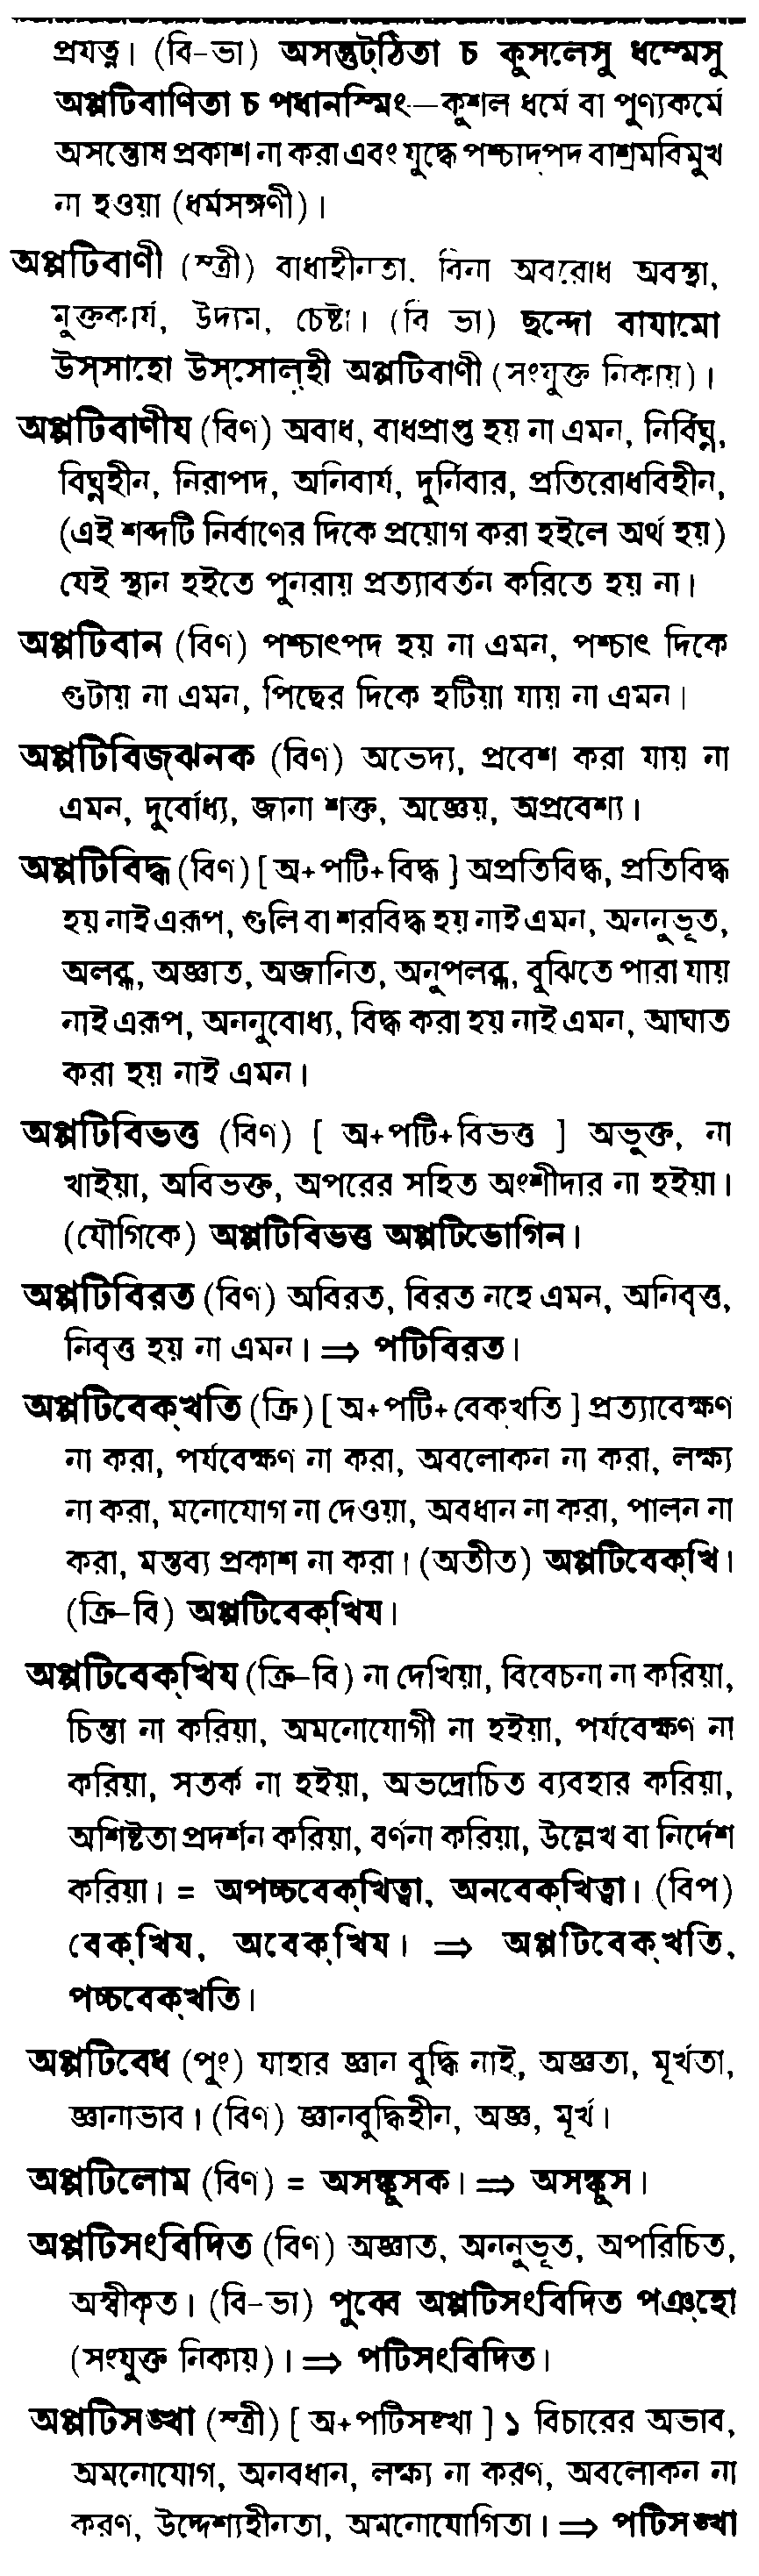 প্রযত্ন। (বি-ভা) অসন্তুট্ঠিতা চ কুসলেসু ধম্মেসু
অপ্পটিবাণিতা চ পধানস্মিং—কুশল ধর্মে বা পুণ্যকর্মে
অসন্তোষ প্রকাশ না করা এবং যুদ্ধে পশ্চাদ্‌পদ বা শ্রমবিমুখ
না হওয়া (ধর্মসঙ্গণী)।
অপ্পটিবাণী (স্ত্রী) বাধাহীনতা, বিনা অবরোধ অবস্থা,
মুক্তকার্য, উদ্যম, চেষ্টা। (বি ভা) ছন্দো বাযামো
উস্সাহো উস্সোল্হী অপ্পটিবাণী (সংযুক্ত নিকায়)।
অপ্পটিবাণীয (বিণ) অবাধ, বাধপ্রাপ্ত হয় না এমন, নির্বিঘ্ন,
বিঘ্নহীন, নিরাপদ, অনিবার্য, দুর্নিবার, প্রতিরোধবিহীন,
(এই শব্দটি নির্বাণের দিকে প্রয়োগ করা হইলে অর্থ হয়)
যেই স্থান হইতে পুনরায় প্রত্যাবর্তন করিতে হয় না।
অপ্পটিবান (বিণ) পশ্চাৎপদ হয় না এমন, পশ্চাৎ দিকে
গুটায় না এমন, পিছের দিকে হটিয়া যায় না এমন।
অপ্পটিবিজ্ঝনক (বিণ) অভেদ্য, প্রবেশ করা যায় না
এমন, দুর্বোধ্য, জানা শক্ত, অজ্ঞেয়, অপ্রবেশ্য।
অপ্পটিবিদ্ধ (বিণ) [ অ+পটি+বিদ্ধ ] অপ্রতিবিদ্ধ, প্রতিবিদ্ধ
হয় নাই এরূপ, গুলি বা শরবিদ্ধ হয় নাই এমন, অননুভূত,
অলব্ধ, অজ্ঞাত, অজানিত, অনুপলব্ধ, বুঝিতে পারা যায়
নাই এরূপ, অননুবোধ্য, বিদ্ধ করা হয় নাই এমন, আঘাত
করা হয় নাই এমন।
অপ্পটিবিভত্ত (বিণ) [ অ+পটি+বিভত্ত ] অভুক্ত, না
খাইয়া, অবিভক্ত, অপরের সহিত অংশীদার না হইয়া।
(যৌগিকে) অপ্পটিবিভত্ত অপ্পটিভোগিন।
অপ্পটিবিরত (বিণ) অবিরত, বিরত নহে এমন, অনিবৃত্ত,
নিবৃত্ত হয় না এমন। ⇒ পটিবিরত।
অপ্পটিবেক্খতি (ক্রি) [ অ+পটি+বেক্খতি ] প্রত্যাবেক্ষণ
না করা, পর্যবেক্ষণ না করা, অবলোকন না করা, লক্ষ্য
না করা, মনোযোগ না দেওয়া, অবধান না করা, পালন না
করা, মন্তব্য প্রকাশ না করা। (অতীত) অপ্পটিবেক্খি।
(ক্রি-বি) অপ্পটিবেক্খিয।
অপ্পটিবেক্খিয (ক্রি-বি) না দেখিয়া, বিবেচনা না করিয়া,
চিন্তা না করিয়া, অমনোযোগী না হইয়া, পর্যবেক্ষণ না
করিয়া, সতর্ক না হইয়া, অভদ্রোচিত ব্যবহার করিয়া,
অশিষ্টতা প্রদর্শন করিয়া, বর্ণনা করিয়া, উল্লেখ বা নির্দেশ
করিয়া। = অপচ্চবেক্খিত্বা, অনবেক্খিত্বা। (বিপ)
বেক্খিয, অবেক্খিয। ⇒ অপ্পটিবেক্খতি,
পচ্চবেক্খতি।
অপ্পটিবেধ (পুং) যাহার জ্ঞান বুদ্ধি নাই, অজ্ঞতা, মূর্খতা,
জ্ঞানাভাব। (বিণ) জ্ঞানবুদ্ধিহীন, অজ্ঞ, মূর্খ।
অপ্পটিলোম (বিণ) = অসঙ্কুসক। ⇒ অসঙ্কুস।
অপ্পটিসংবিদিত (বিণ) অজ্ঞাত, অননুভূত, অপরিচিত,
অস্বীকৃত। (বি-ভা) পুব্বে অপ্পটিসংবিদিত পঞ্হো
(সংযুক্ত নিকায়)। ⇒ পটিসংবিদিত।
অপ্পটিসঙ্খা (স্ত্রী) [ অ+পটিসঙ্খা ] ১ বিচারের অভাব,
অমনোযোগ, অনবধান, লক্ষ্য না করণ, অবলোকন না
করণ, উদ্দেশ্যহীনতা, অমনোযোগিতা। ⇒ পটিসঙ্খা